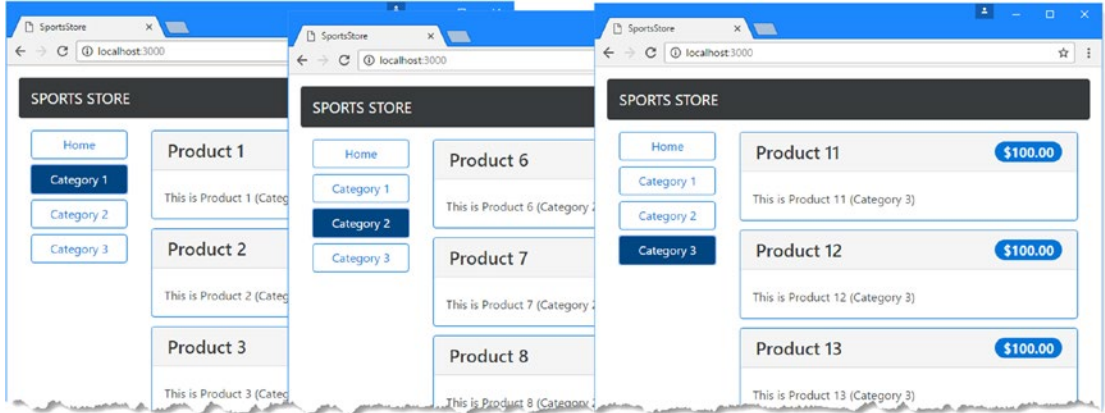 SportsStore
localhost:3000
SPORTS STORE
Home
Category 1
Category 2
Category 3
Product 1
This is Product 1 (Categ
Product 2
This is Product 2 (Categ
Product 3
This is Product 3 (Categ
SportsStore
localhost:3000
SPORTS STORE
Home
Category 1
Category 2
Category 3
Product 6
This is Product 6 (Category 2
Product 7
This is Product 7 (Category 2
Product 8
This is Product 8 (Category 2
SportsStore
localhost:3000
SPORTS STORE
Home
Category 1
Category 2
Category 3
Product 11 $100.00
This is Product 11 (Category 3)
Product 12 $100.00
This is Product 12 (Category 3)
Product 13 $100.00
This is Product 13 (Category 3)